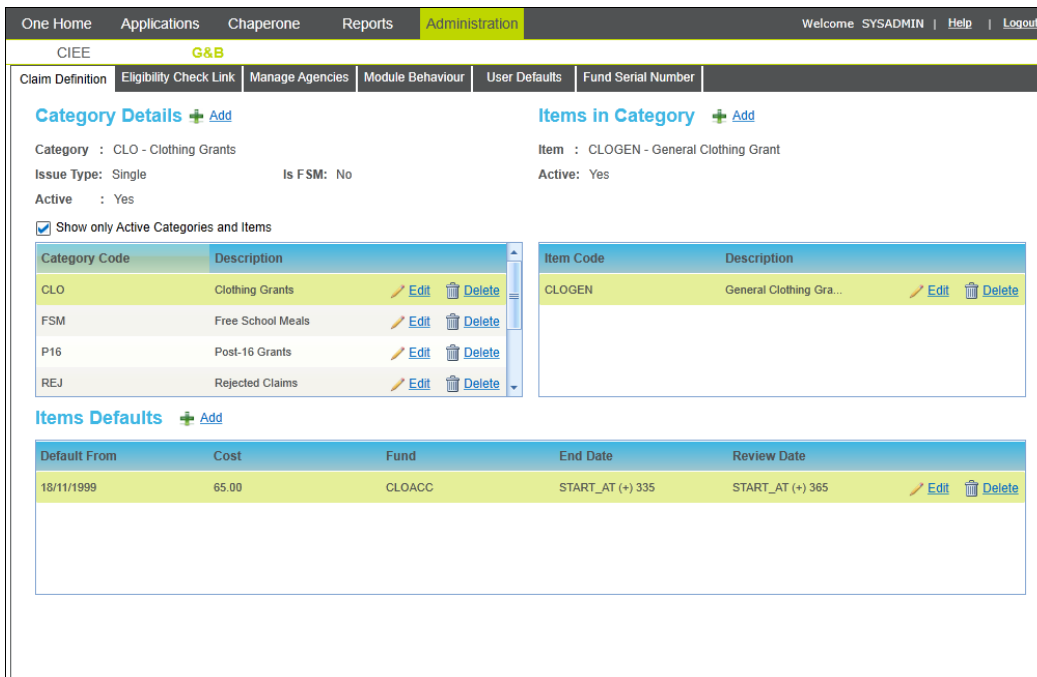 One Home Applications Chaperone Reports Administration Welcome SYSADMIN | Help | Logout
CIEE G&B
Claim Definition Eligibility Check Link Manage Agencies Module Behaviour User Defaults Fund Serial Number
Category Details Add Items in Category Add
Category : CLO - Clothing Grants Item : CLOGEN - General Clothing Grant
Issue Type: Single Is FSM: No Active: Yes
Active : Yes
Show only Active Categories and Items
Category Code Description Item Code Description
CLO Clothing Grants Edit Delete CLOGEN General Clothing Gra... Edit Delete
FSM Free School Meals Edit Delete
P16 Post-16 Grants Edit Delete
REJ Rejected Claims Edit Delete
Items Defaults Add
Default From Cost Fund End Date Review Date
18/11/1999 65.00 CLOACC START_AT (+) 335 START_AT (+) 365 Edit Delete